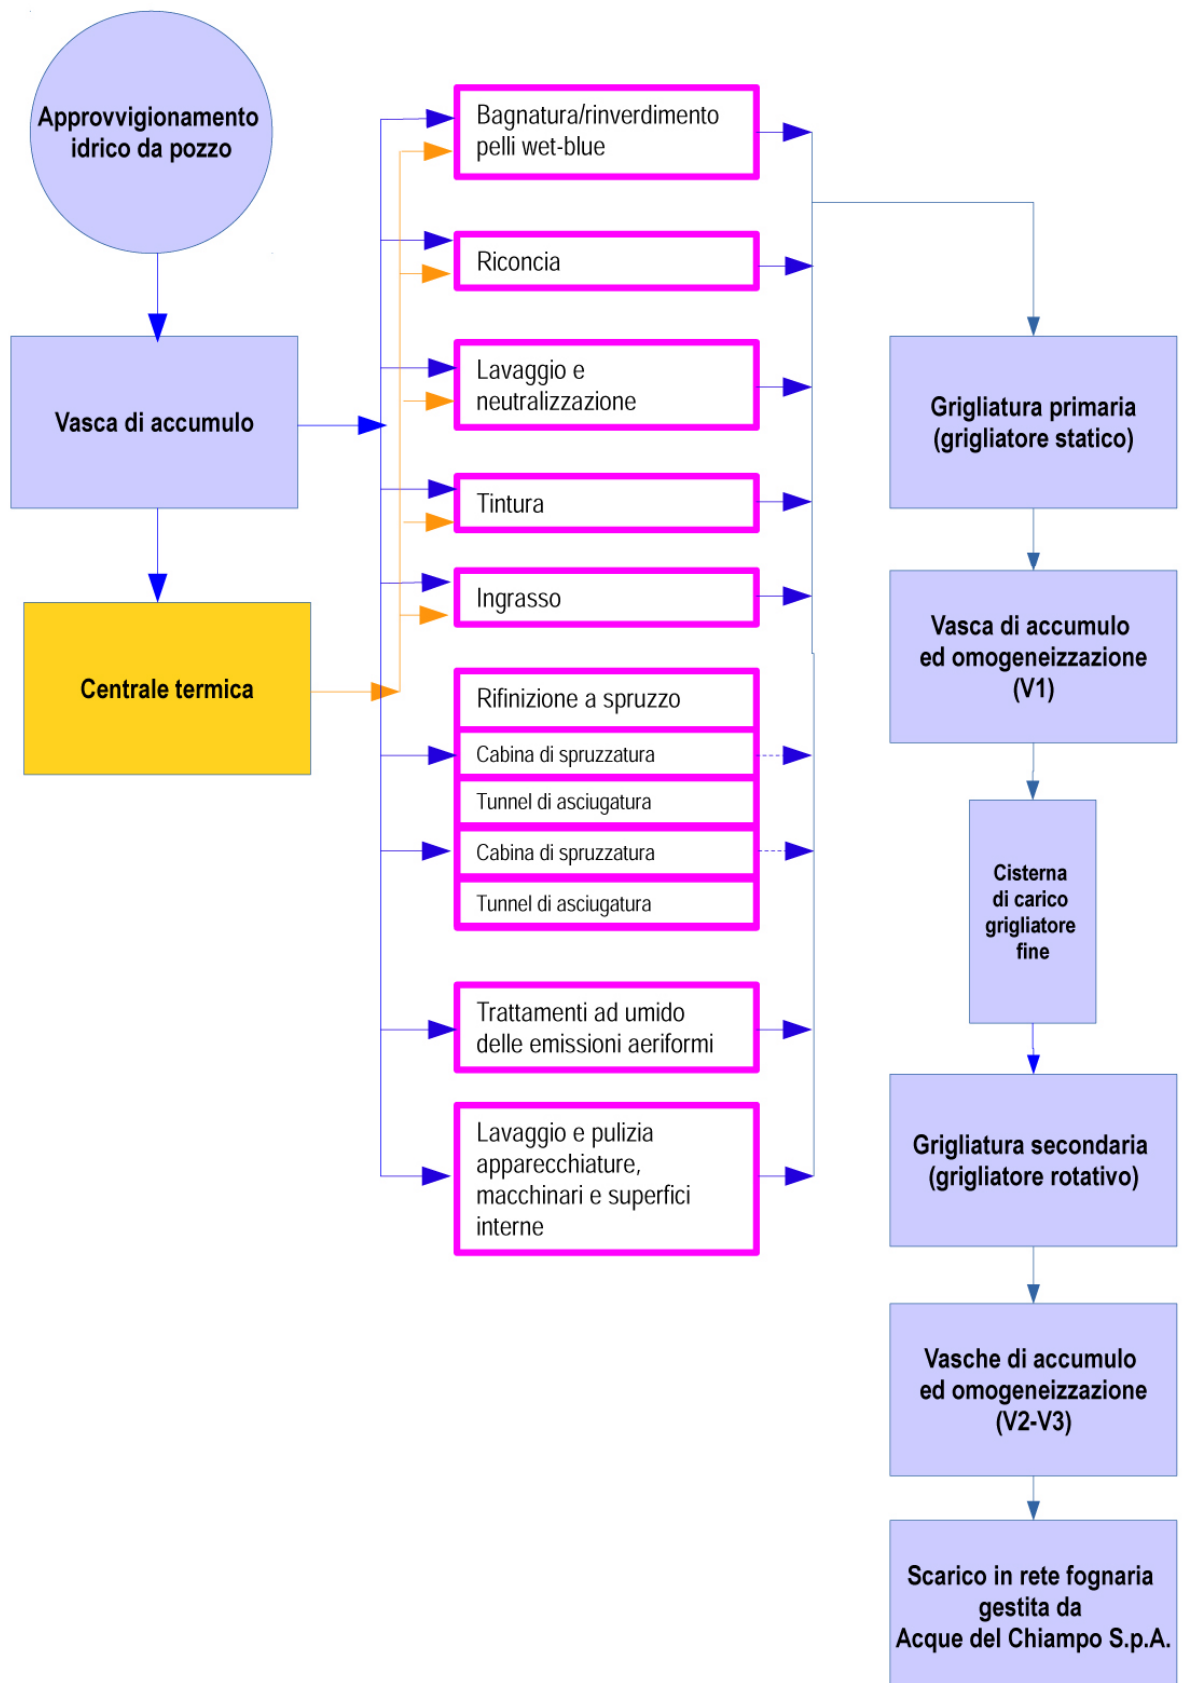 Approvvigionamento
idrico da pozzo
Vasca di accumulo
Centrale termica
Bagnatura/rinverdimento
pelli wet-blue
Riconcia
Lavaggio e
neutralizzazione
Tintura
Ingrasso
Rifinizione a spruzzo
Cabina di spruzzatura
Tunnel di asciugatura
Cabina di spruzzatura
Tunnel di asciugatura
Trattamenti ad umido
delle emissioni aeriformi
Lavaggio e pulizia
apparecchiature,
macchinari e superfici
interne
Grigliatura primaria
(grigliatore statico)
Vasca di accumulo
ed omogeneizzazione
(V1)
Cisterna
di carico
grigliatore
fine
Grigliatura secondaria
(grigliatore rotativo)
Vasche di accumulo
ed omogeneizzazione
(V2-V3)
Scarico in rete fognaria
gestita da
Acque del Chiampo S.p.A.